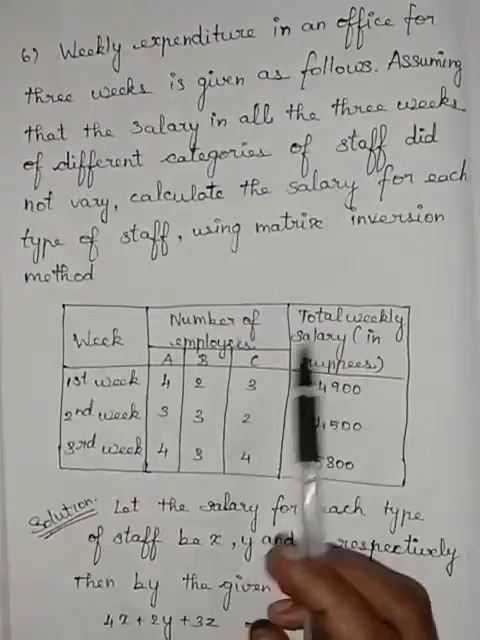 6) Weekly expenditure in an office for
three weeks is given as follows. Assuming
that the salary in all the three weeks
of different categories of staff did
not vary, calculate the salary for each
type of staff, using matrix inversion
method
Week Number of employees Total weekly salary (in ruppees)
A B C
1st week 4 2 3 4900
2nd week 3 3 2 4500
3rd week 4 3 4 5800
Solution. Let the salary for each type
of staff be x, y and respectively
Then by the given
4x + 2y + 3z